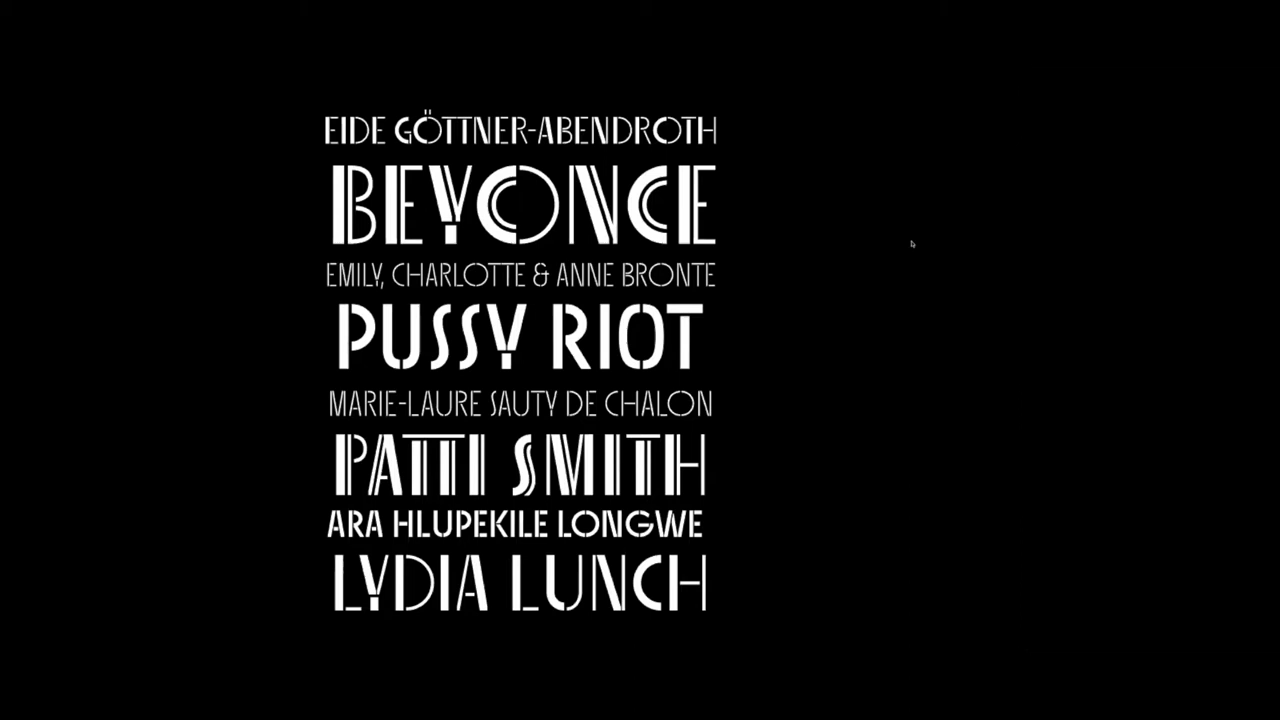 EIDE GÖTTNER-ABENDROTH
BEYONCE
EMILY, CHARLOTTE & ANNE BRONTE
PUSSY RIOT
MARIE-LAURE SAUTY DE CHALON
PATTI SMITH
ARA HLUPEKILE LONGWE
LYDIA LUNCH